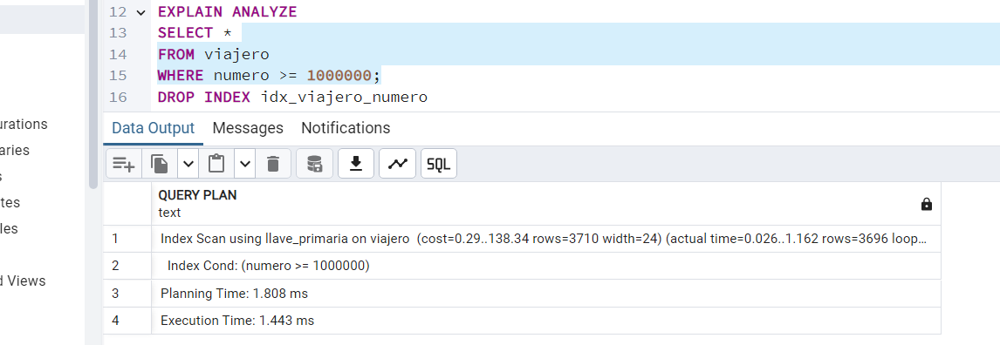 12 EXPLAIN ANALYZE
13 SELECT *
14 FROM viajero
15 WHERE numero >= 1000000;
16 DROP INDEX idx_viajero_numero
urations
aries
s
tes
les
d Views
Data Output Messages Notifications
SQL
QUERY PLAN
text
1 Index Scan using llave_primaria on viajero (cost=0.29..138.34 rows=3710 width=24) (actual time=0.026..1.162 rows=3696 loop...
2 Index Cond: (numero >= 1000000)
3 Planning Time: 1.808 ms
4 Execution Time: 1.443 ms